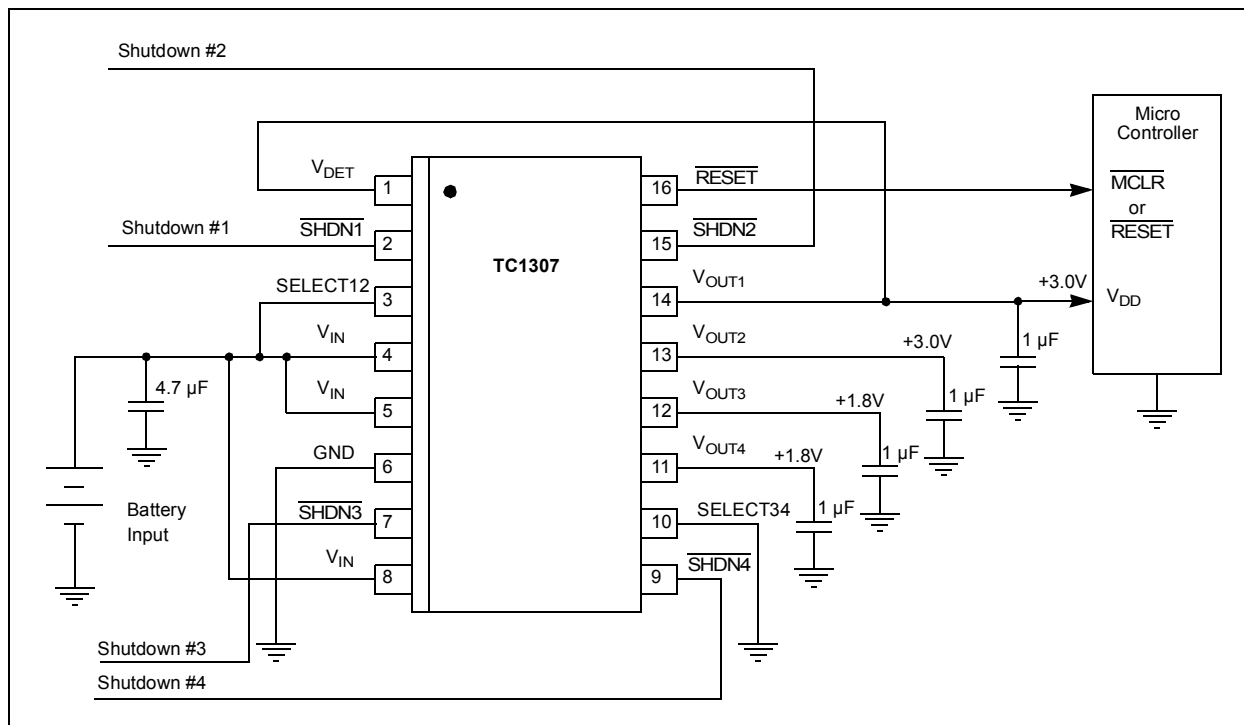 Shutdown #2
Micro
Controller
VDET
1
16
RESET
MCLR
or
RESET
Shutdown #1
SHDN1
2
15
SHDN2
TC1307
SELECT12
3
14
VOUT1
+3.0V
VDD
VIN
4
13
VOUT2
+3.0V
1 µF
4.7 µF
VIN
5
12
VOUT3
+1.8V
1 µF
GND
6
11
VOUT4
+1.8V
1 µF
Battery
Input
SHDN3
7
10
SELECT34
1 µF
VIN
8
9
SHDN4
Shutdown #3
Shutdown #4